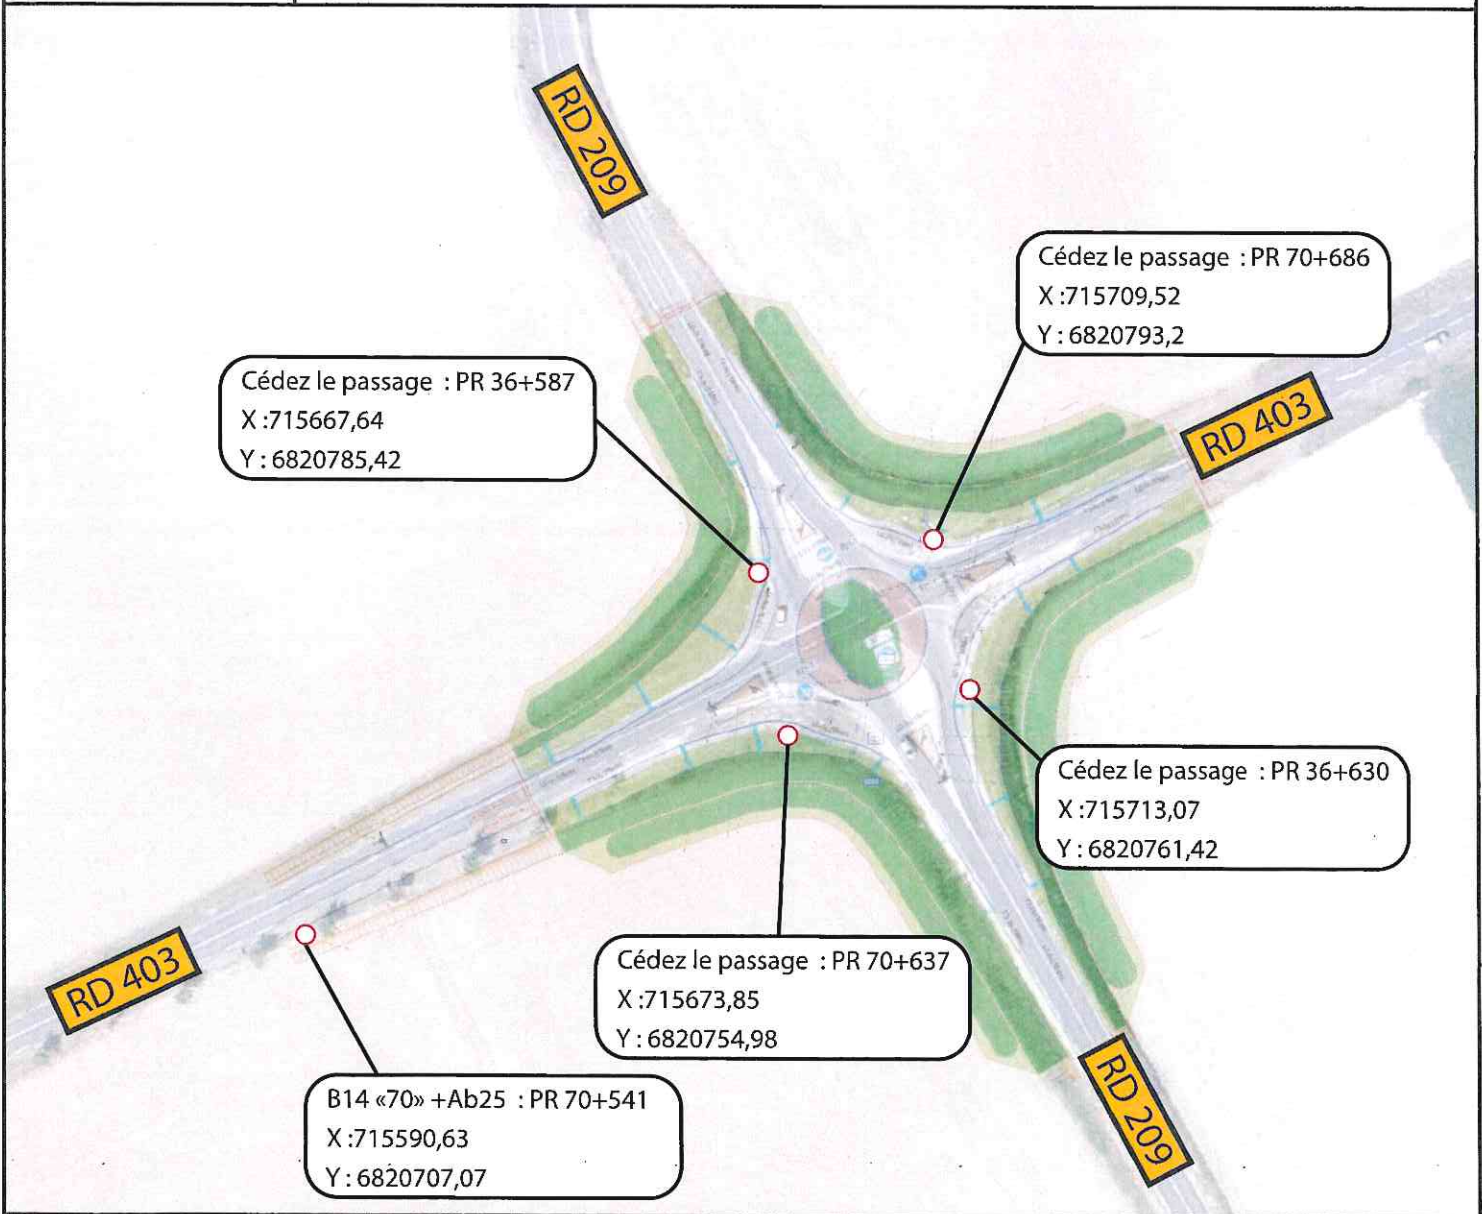 RD 209
Cédez le passage : PR 70+686
X :715709,52
Y : 6820793,2
Cédez le passage : PR 36+587
X :715667,64
Y : 6820785,42
RD 403
Cédez le passage : PR 36+630
X :715713,07
Y : 6820761,42
Cédez le passage : PR 70+637
X :715673,85
Y : 6820754,98
RD 403
B14 «70» +Ab25 : PR 70+541
X :715590,63
Y : 6820707,07
RD 209